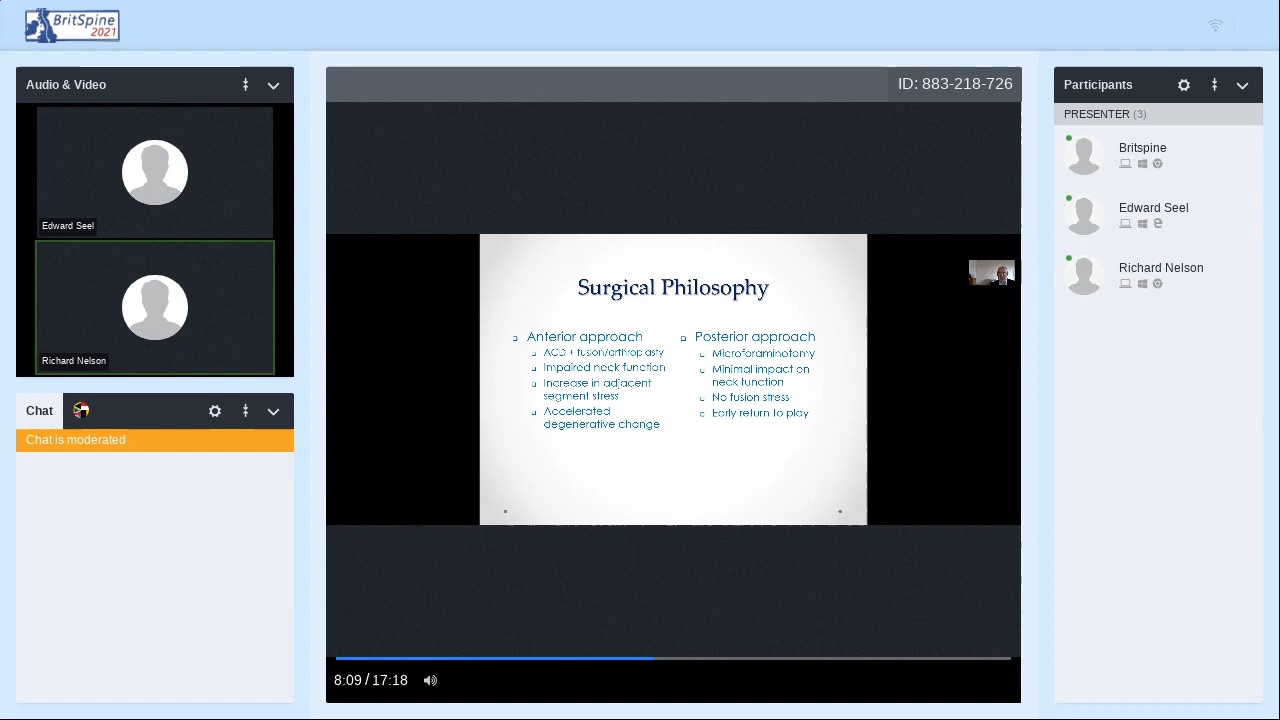 BritSpine
2021
Audio & Video
Edward Seel
Richard Nelson
Chat
Chat is moderated
ID: 883-218-726
Surgical Philosophy
Anterior approach
ACD + fusion/arthroplasty
Impaired neck function
Increase in adjacent
segment stress
Accelerated
degenerative change
Posterior approach
Microforaminotomy
Minimal impact on
neck function
No fusion stress
Early return to play
8:09 / 17:18
Participants
PRESENTER (3)
Britspine
Edward Seel
Richard Nelson